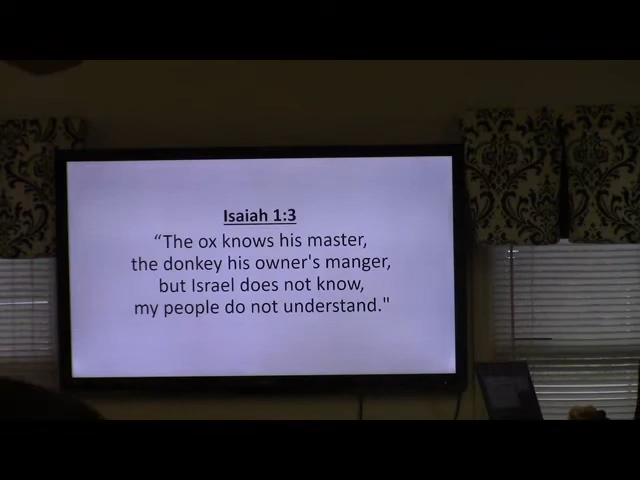 Isaiah 1:3
“The ox knows his master,
the donkey his owner's manger,
but Israel does not know,
my people do not understand."